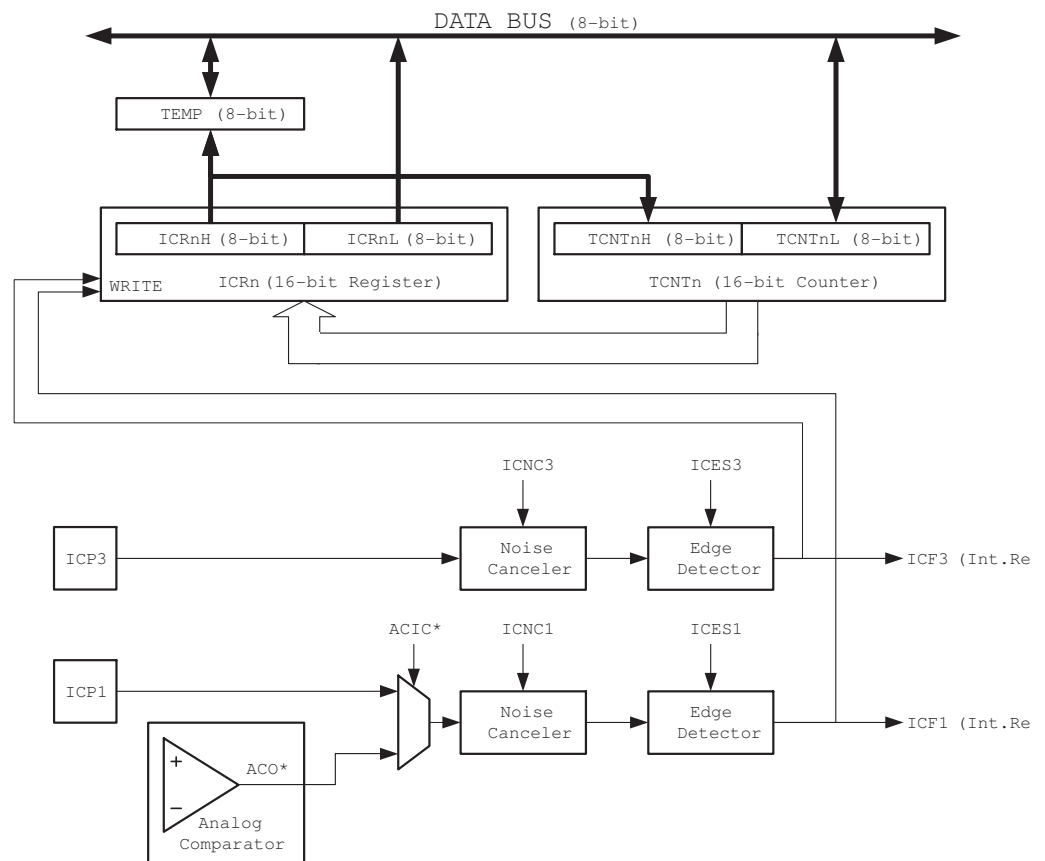 DATA BUS (8-bit)
TEMP (8-bit)
ICRnH (8-bit) ICRnL (8-bit) TCNTnH (8-bit) TCNTnL (8-bit)
WRITE ICRn (16-bit Register) TCNTn (16-bit Counter)
ICNC3 ICES3
ICP3 Noise Canceler Edge Detector ICF3 (Int.Re
ACIC* ICNC1 ICES1
ICP1 Noise Canceler Edge Detector ICF1 (Int.Re
+
ACO*
-
Analog
Comparator